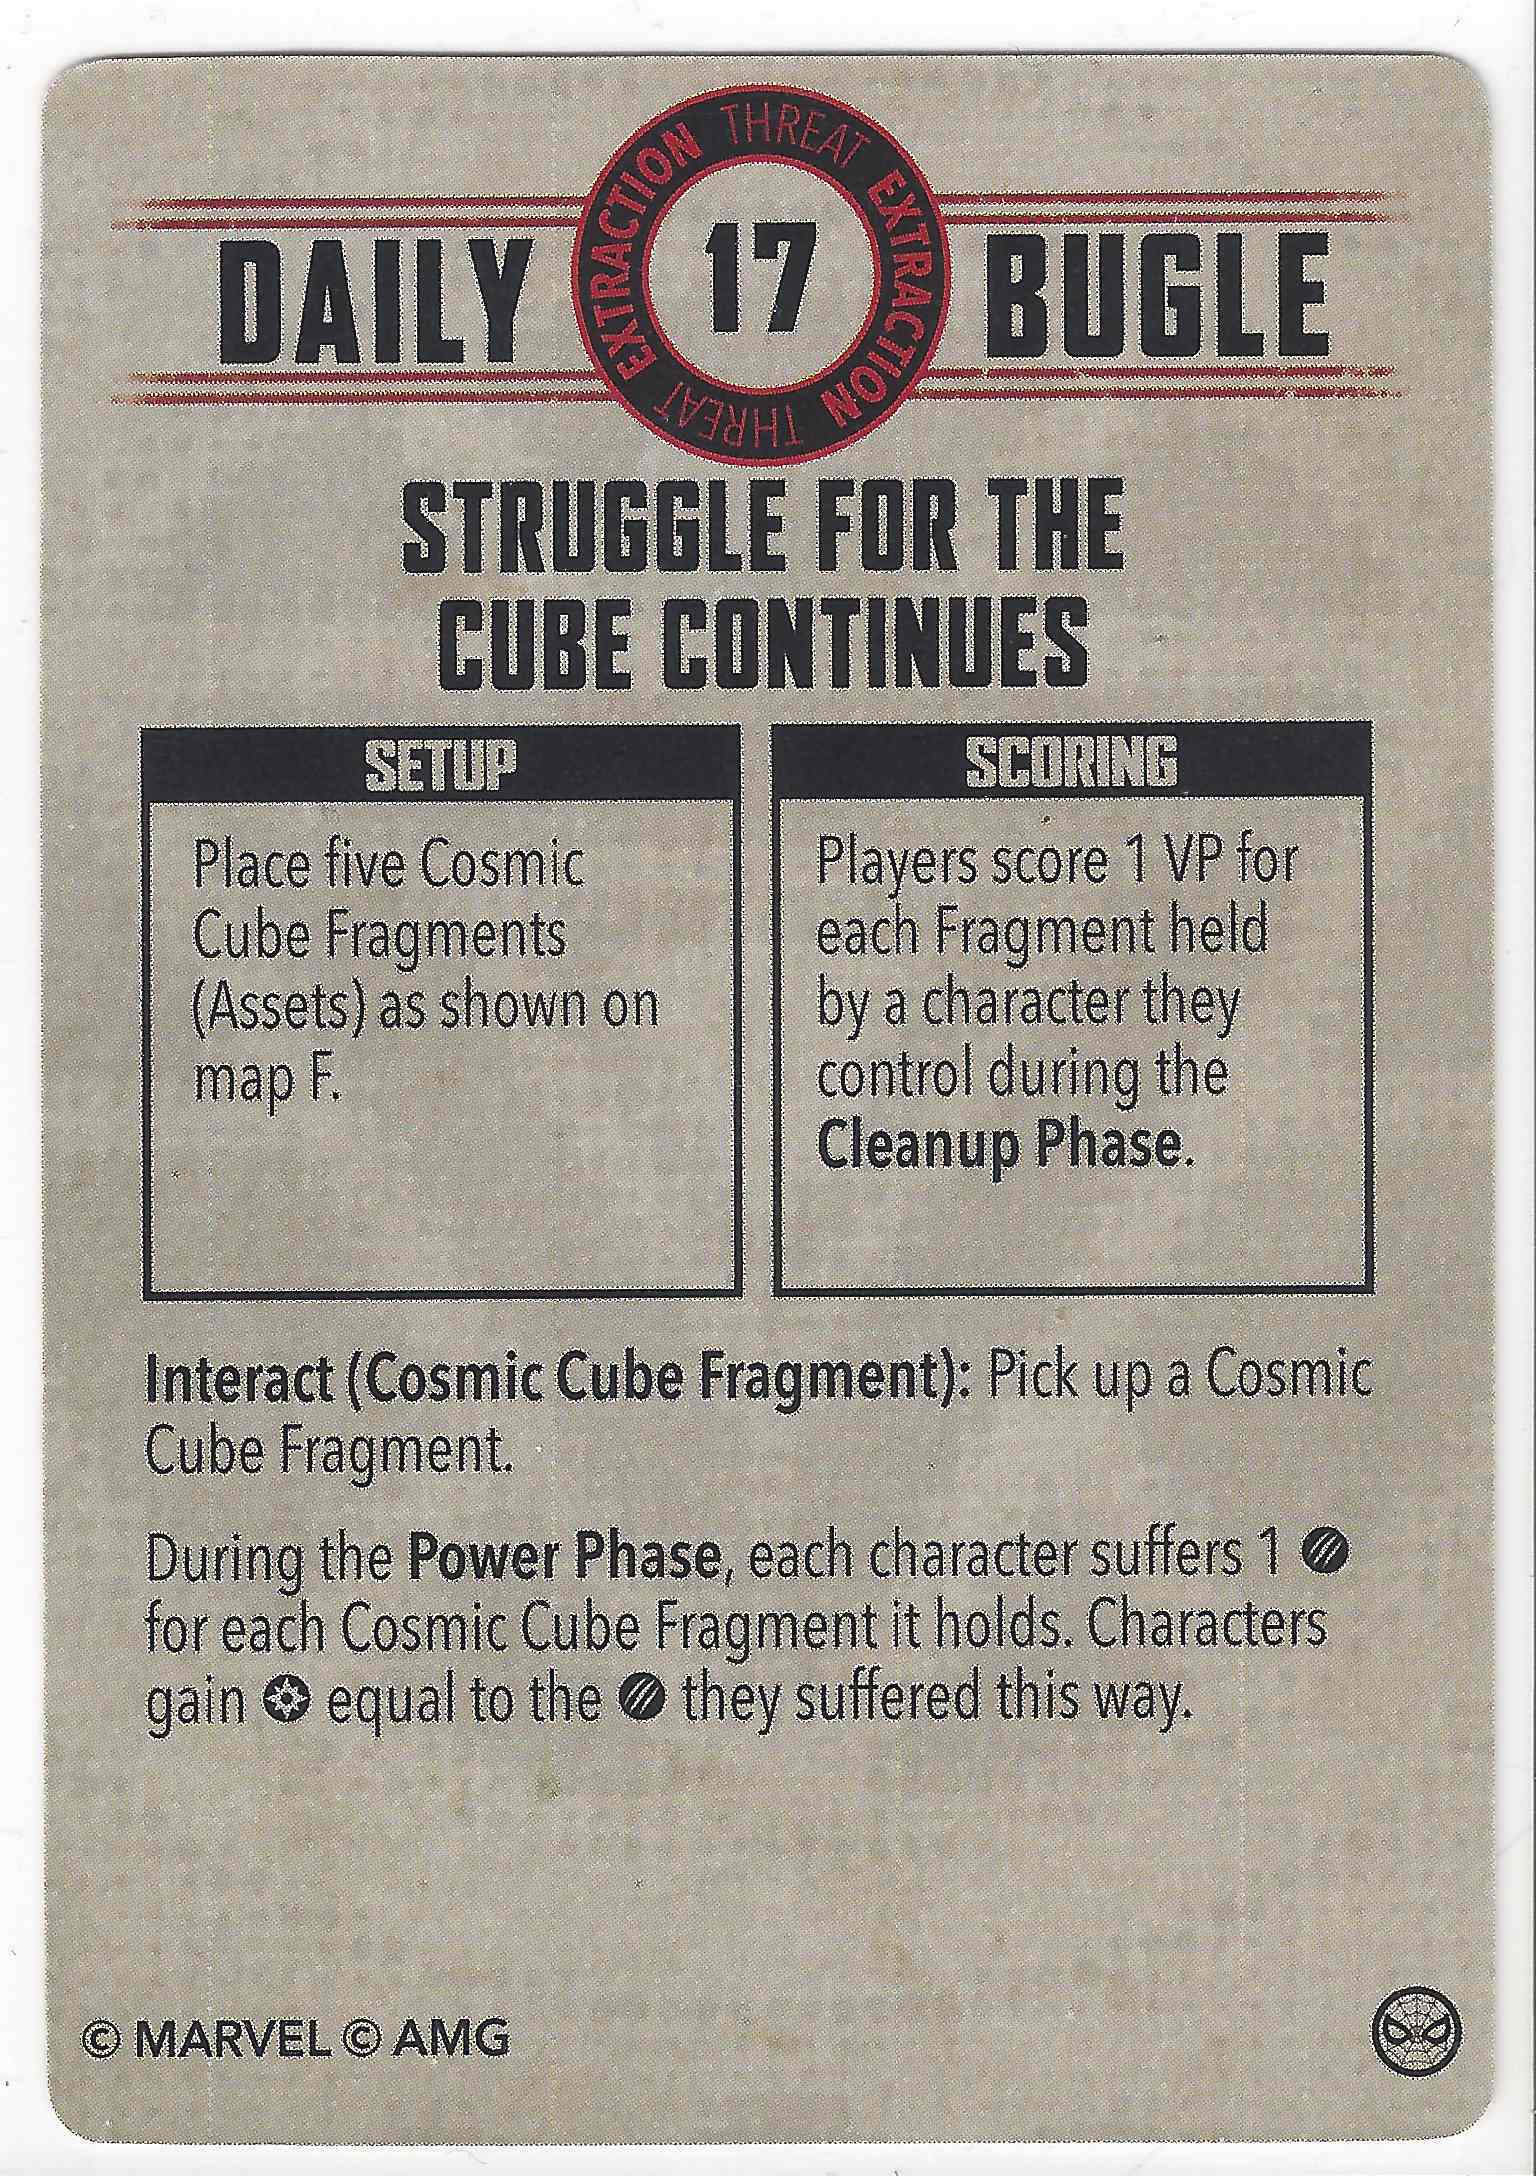 THREAT EXTRACTION THREAT EXTRACTION
DAILY 17 BUGLE
STRUGGLE FOR THE
CUBE CONTINUES
SETUP
Place five Cosmic
Cube Fragments
(Assets) as shown on
map F.
SCORING
Players score 1 VP for
each Fragment held
by a character they
control during the
Cleanup Phase.
Interact (Cosmic Cube Fragment): Pick up a Cosmic
Cube Fragment.
During the Power Phase, each character suffers 1
for each Cosmic Cube Fragment it holds. Characters
gain equal to the they suffered this way.
© MARVEL © AMG